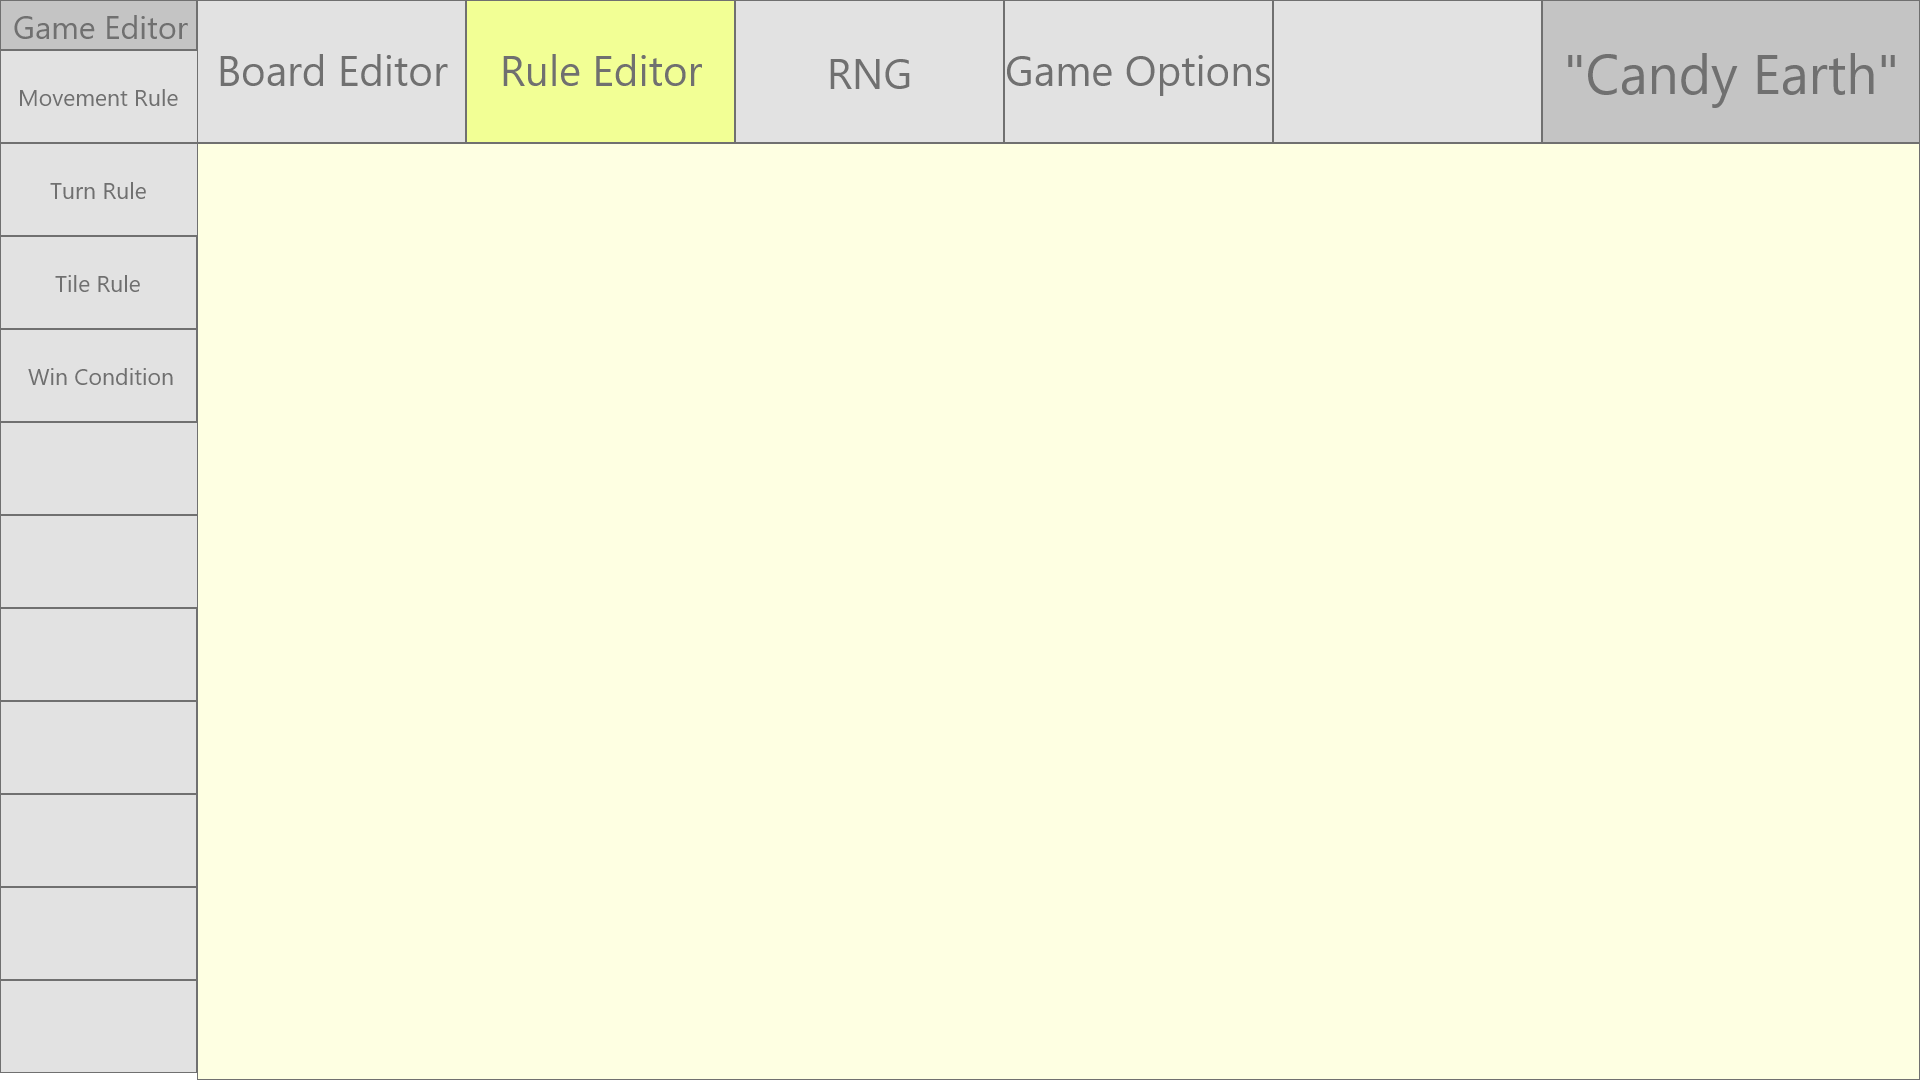 Game Editor
Board Editor
Rule Editor
RNG
Game Options
"Candy Earth"
Movement Rule
Turn Rule
Tile Rule
Win Condition